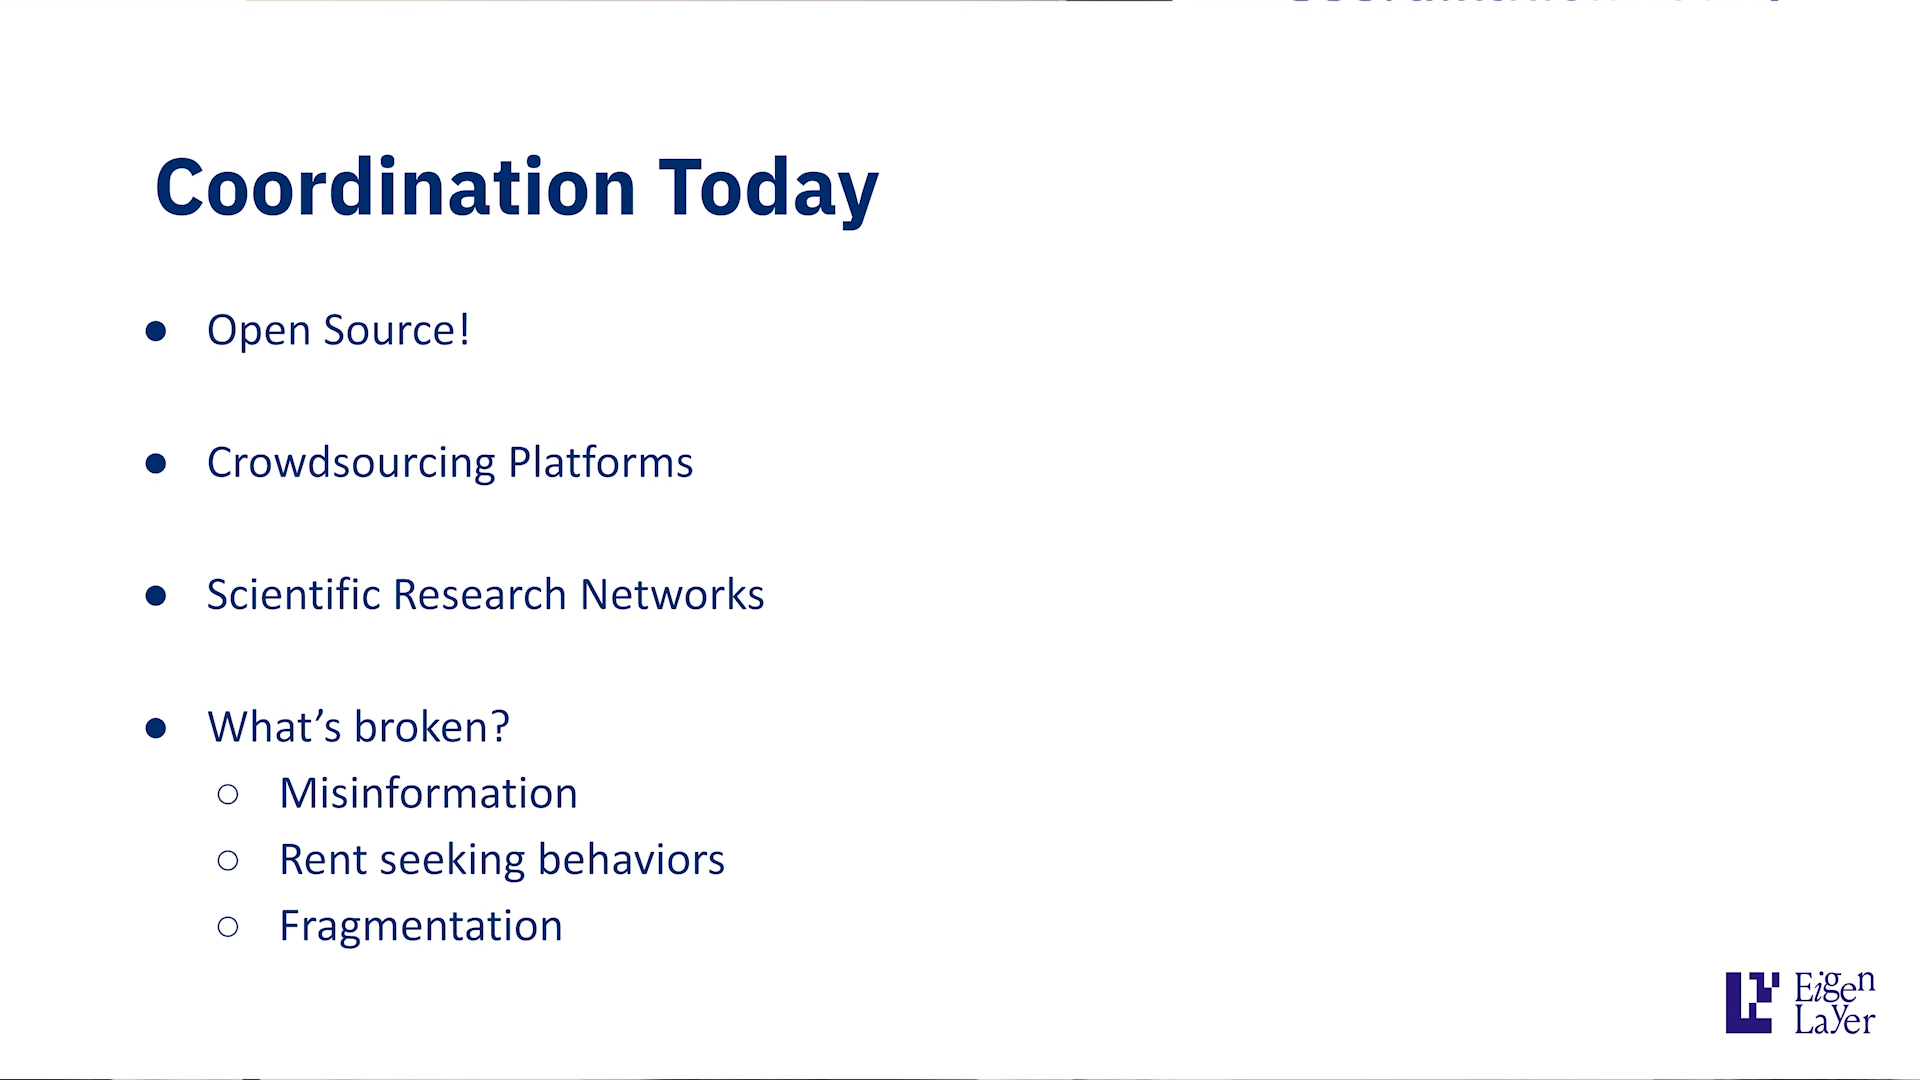 Coordination Today
● Open Source!
● Crowdsourcing Platforms
● Scientific Research Networks
● What’s broken?
○ Misinformation
○ Rent seeking behaviors
○ Fragmentation
Eigen
Layer